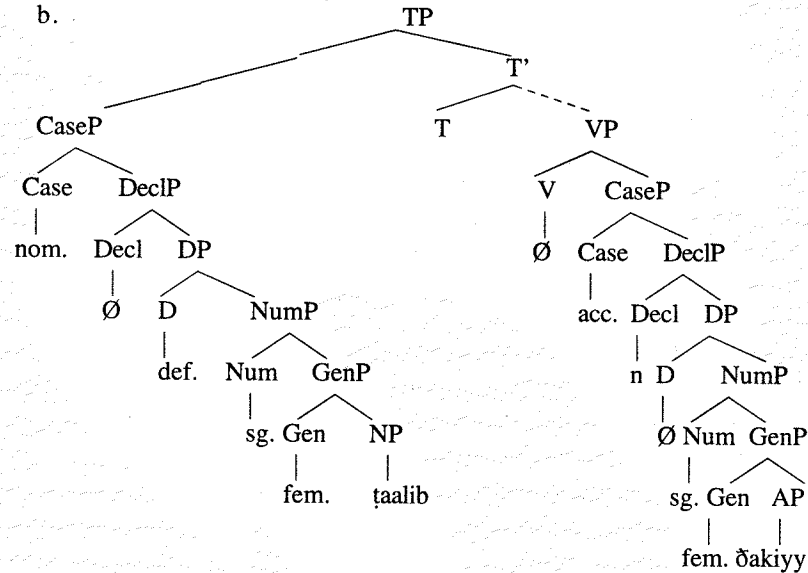 b.
TP
T'
CaseP T VP
Case DeclP V CaseP
nom. Decl DP Ø Case DeclP
Ø D NumP acc. Decl DP
def. Num GenP n D NumP
sg. Gen NP Ø Num GenP
fem. ṭaalib sg. Gen AP
fem. ðakiyy